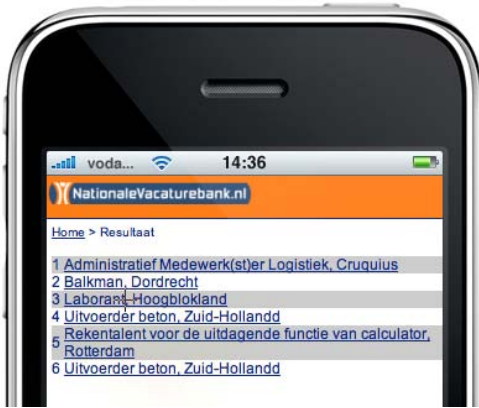 voda... 14:36
NationaleVacaturebank.nl
Home > Resultaat
1 Administratief Medewerk(st)er Logistiek, Cruquius
2 Balkman, Dordrecht
3 Laborant, Hoogblokland
4 Uitvoerder beton, Zuid-Hollandd
5 Rekentalent voor de uitdagende functie van calculator,
Rotterdam
6 Uitvoerder beton, Zuid-Hollandd